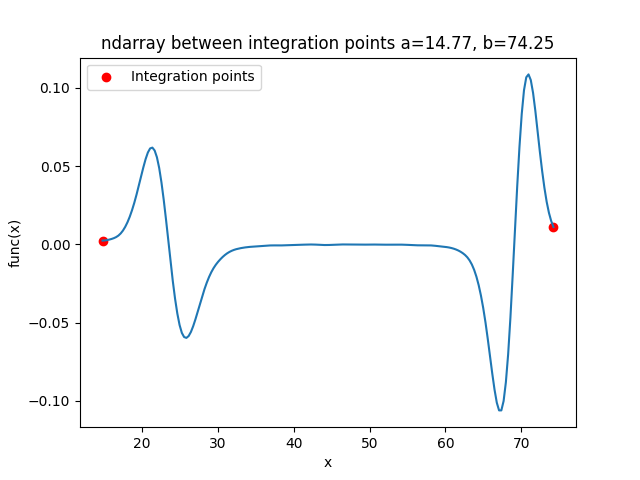 ndarray between integration points a=14.77, b=74.25
Integration points
0.10
0.05
0.00
−0.05
−0.10
func(x)
20 30 40 50 60 70
x